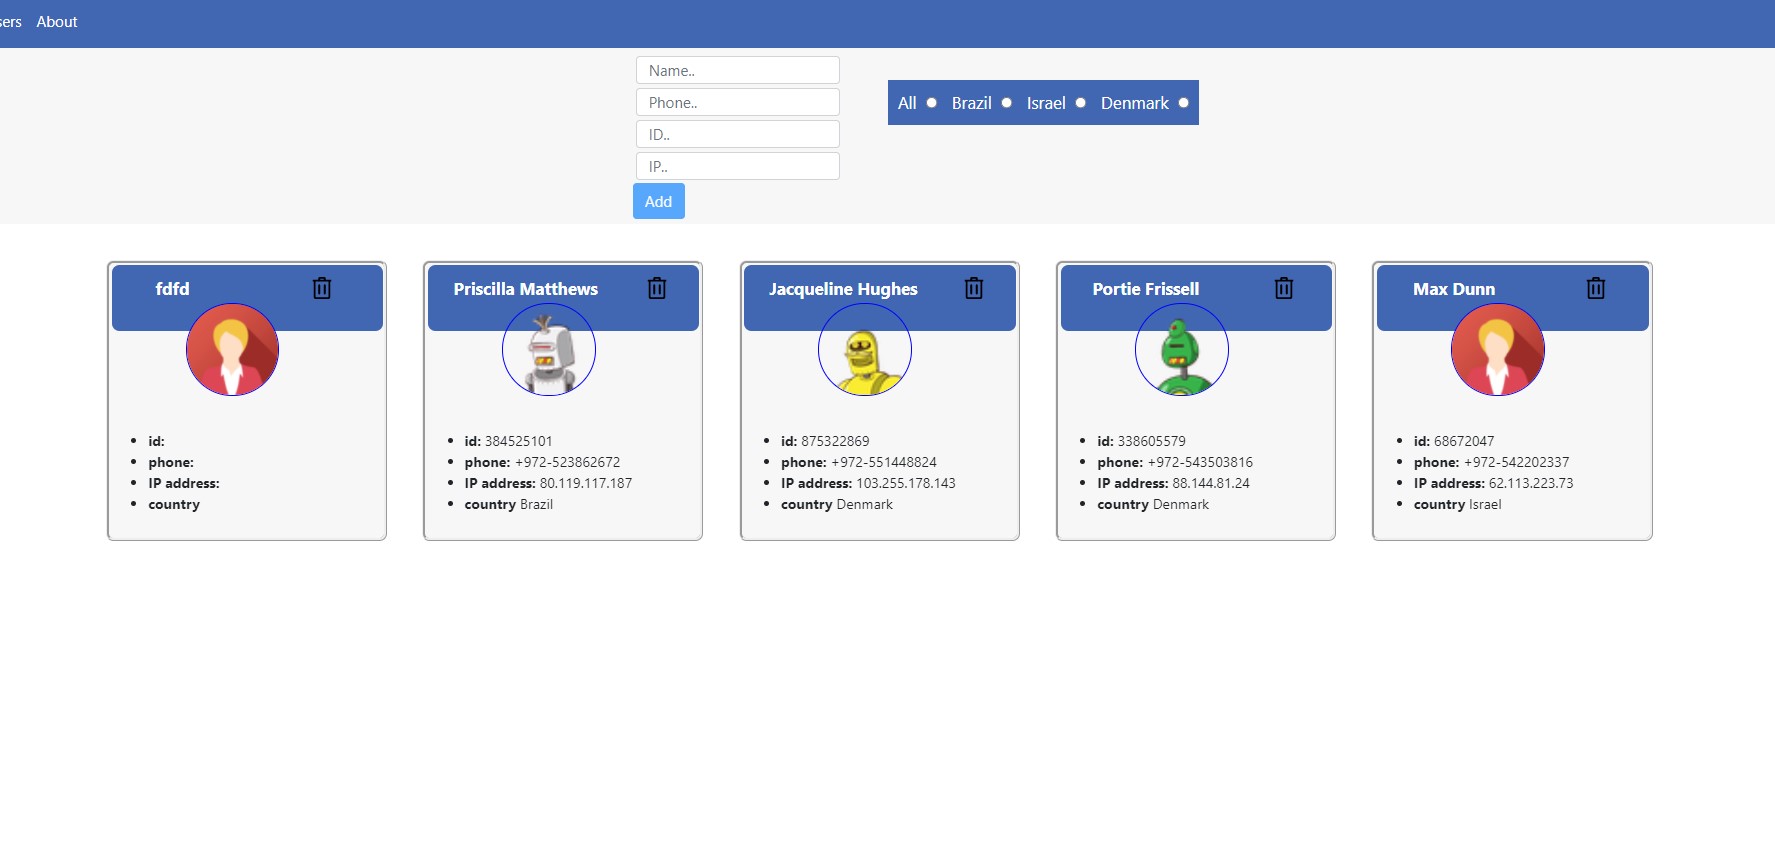 sers About
Name..
Phone..
ID..
IP..
Add
All Brazil Israel Denmark
fdfd
id:
phone:
IP address:
country
Priscilla Matthews
id: 384525101
phone: +972-523862672
IP address: 80.119.117.187
country Brazil
Jacqueline Hughes
id: 875322869
phone: +972-551448824
IP address: 103.255.178.143
country Denmark
Portie Frissell
id: 338605579
phone: +972-543503816
IP address: 88.144.81.24
country Denmark
Max Dunn
id: 68672047
phone: +972-542202337
IP address: 62.113.223.73
country Israel